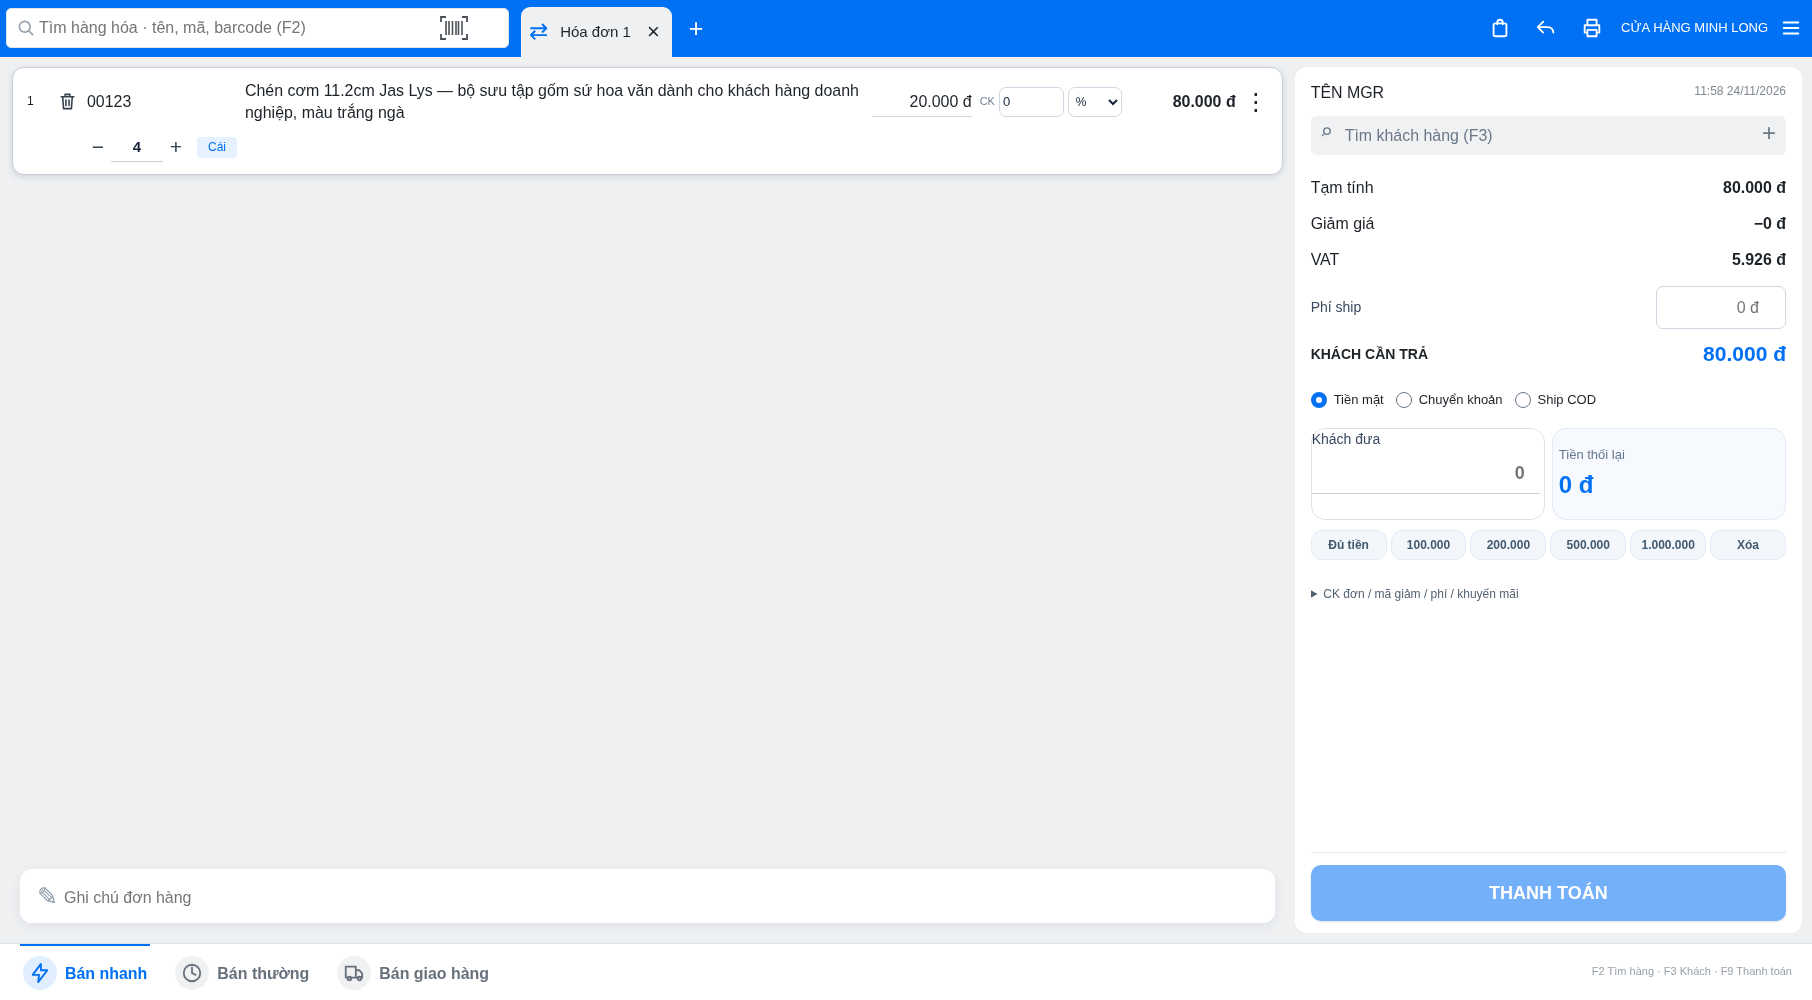 Tìm hàng hóa · tên, mã, barcode (F2)
Hóa đơn 1
CỬA HÀNG MINH LONG
1
00123
Chén cơm 11.2cm Jas Lys — bộ sưu tập gốm sứ hoa văn dành cho khách hàng doanh
nghiệp, màu trắng ngà
20.000 đ
CK
0
%
80.000 đ
− 4 +
Cái
TÊN MGR
11:58 24/11/2026
Tìm khách hàng (F3)
Tạm tính
80.000 đ
Giảm giá
−0 đ
VAT
5.926 đ
Phí ship
0 đ
KHÁCH CẦN TRẢ
80.000 đ
Tiền mặt
Chuyển khoản
Ship COD
Khách đưa
0
Tiền thối lại
0 đ
Đủ tiền
100.000
200.000
500.000
1.000.000
Xóa
CK đơn / mã giảm / phí / khuyến mãi
Ghi chú đơn hàng
THANH TOÁN
Bán nhanh
Bán thường
Bán giao hàng
F2 Tìm hàng · F3 Khách · F9 Thanh toán